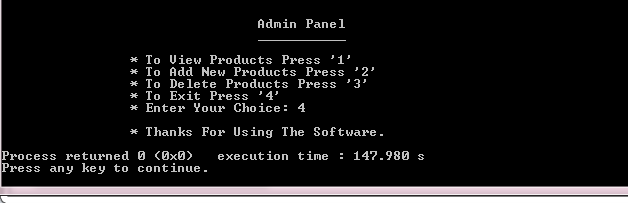 Admin Panel
* To View Products Press '1'
* To Add New Products Press '2'
* To Delete Products Press '3'
* To Exit Press '4'
* Enter Your Choice: 4
* Thanks For Using The Software.
Process returned 0 (0x0)   execution time : 147.980 s
Press any key to continue.